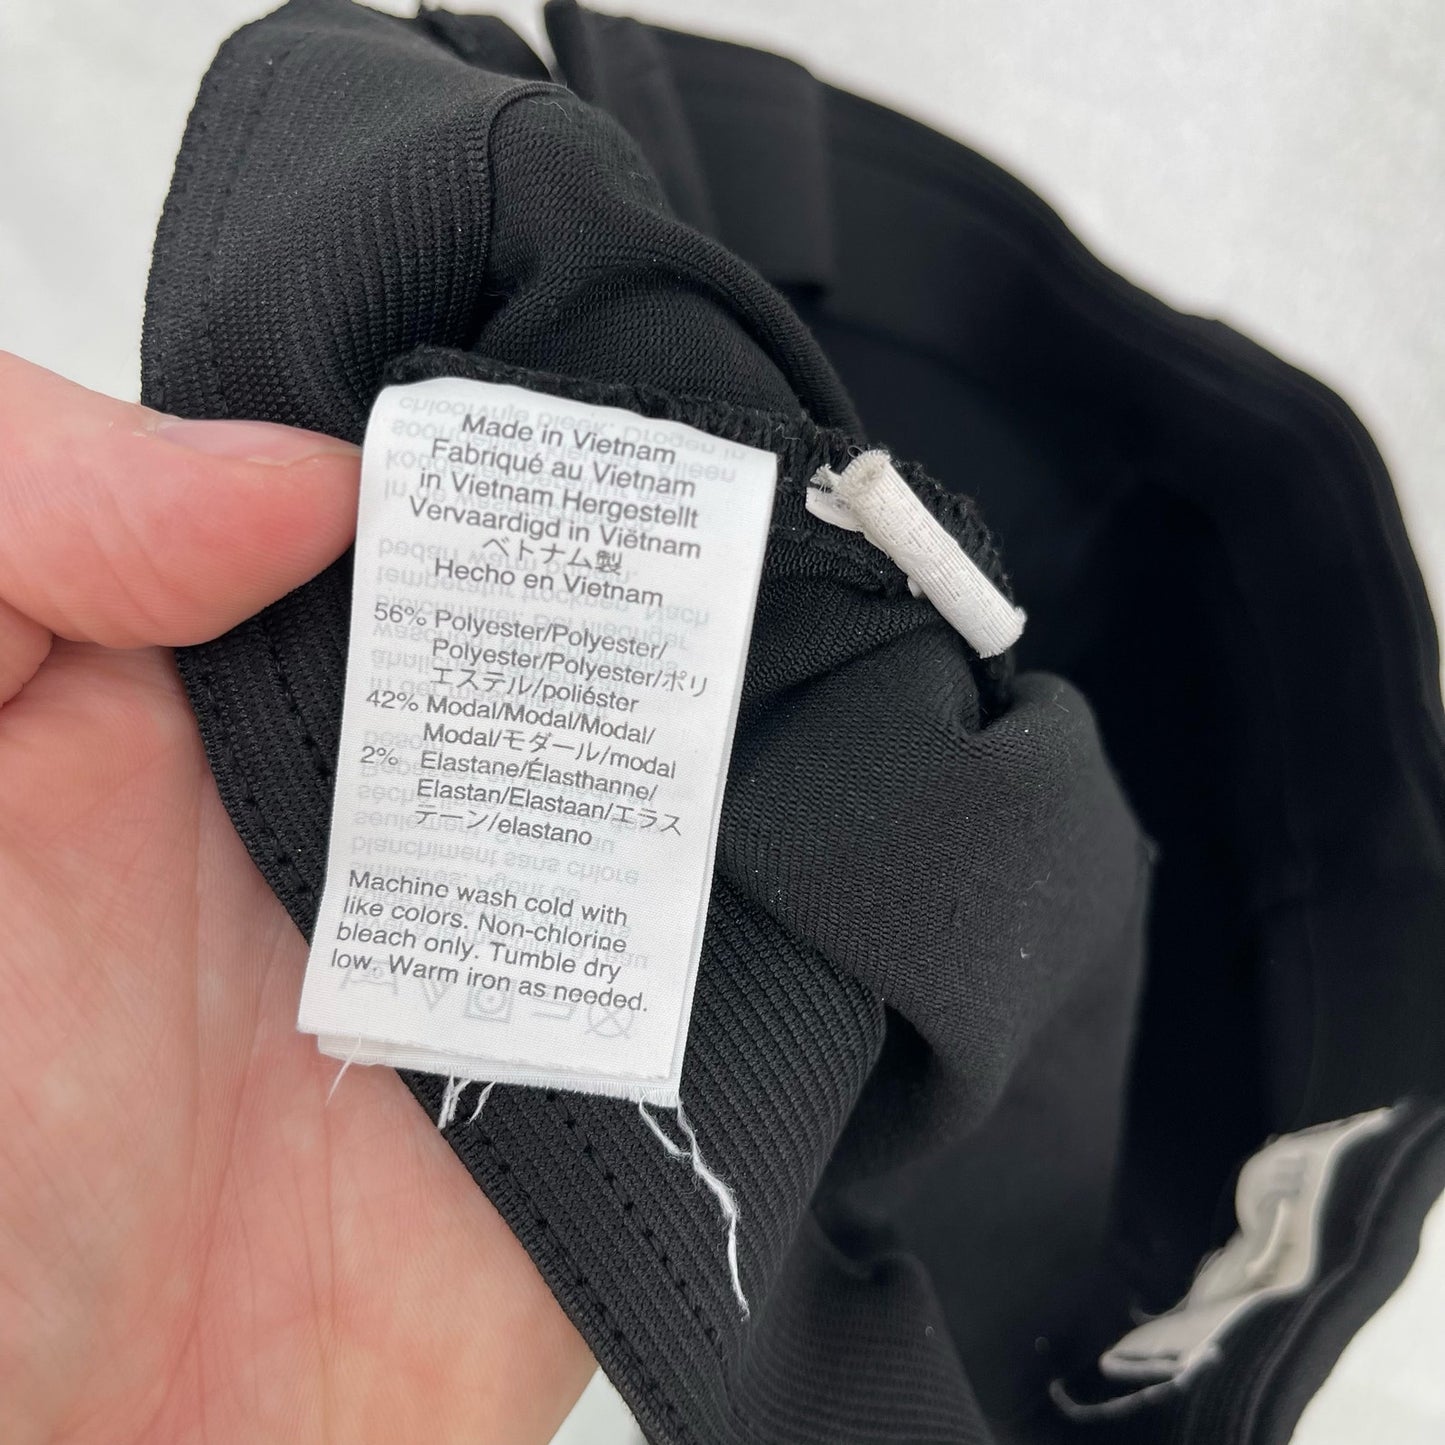 Made in Vietnam
Fabriqué au Vietnam
in Vietnam Hergestellt
Vervaardigd in Viëtnam
ベトナム製
Hecho en Vietnam
56% Polyester/Polyester/
Polyester/Polyester/ポリ
エステル/poliéster
42% Modal/Modal/Modal/
Modal/モダール/modal
2% Elastane/Élasthanne/
Elastan/Elastaan/エラス
テーン/elastano
Machine wash cold with
like colors. Non-chlorine
bleach only. Tumble dry
low. Warm iron as needed.